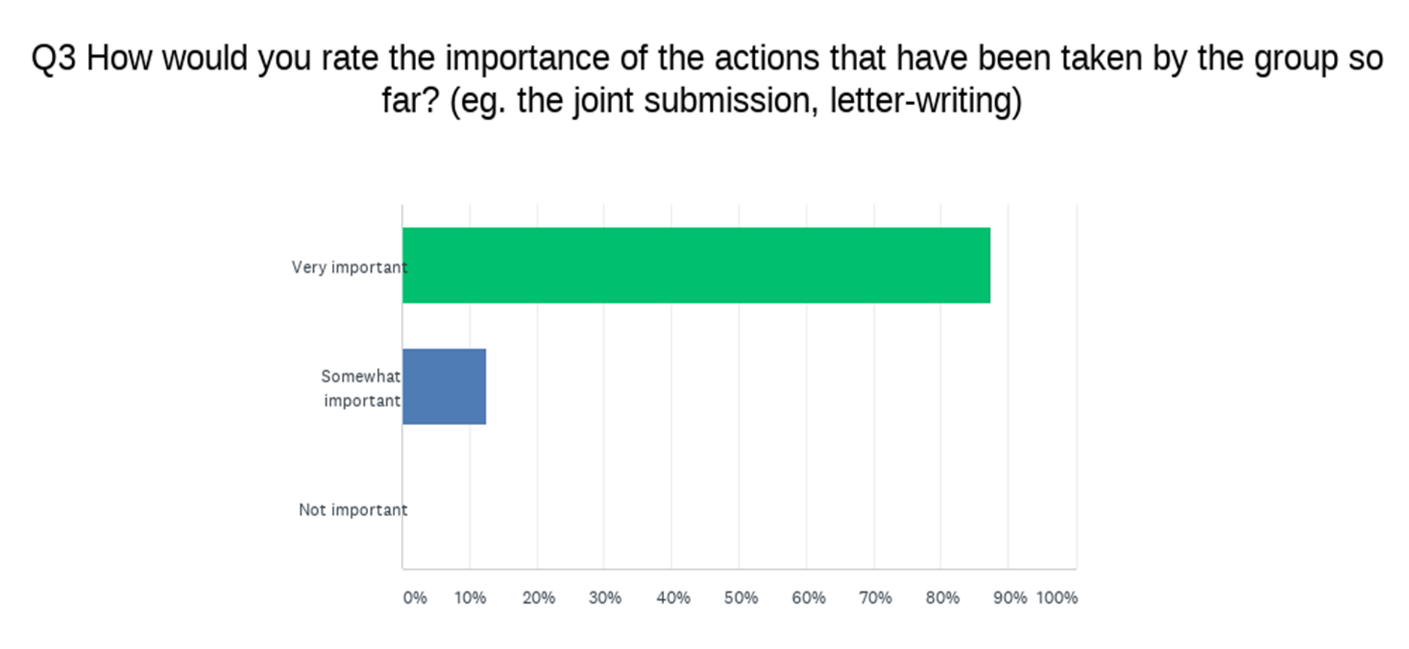 Q3 How would you rate the importance of the actions that have been taken by the group so
far? (eg. the joint submission, letter-writing)
Very important
Somewhat
important
Not important
0% 10% 20% 30% 40% 50% 60% 70% 80% 90% 100%